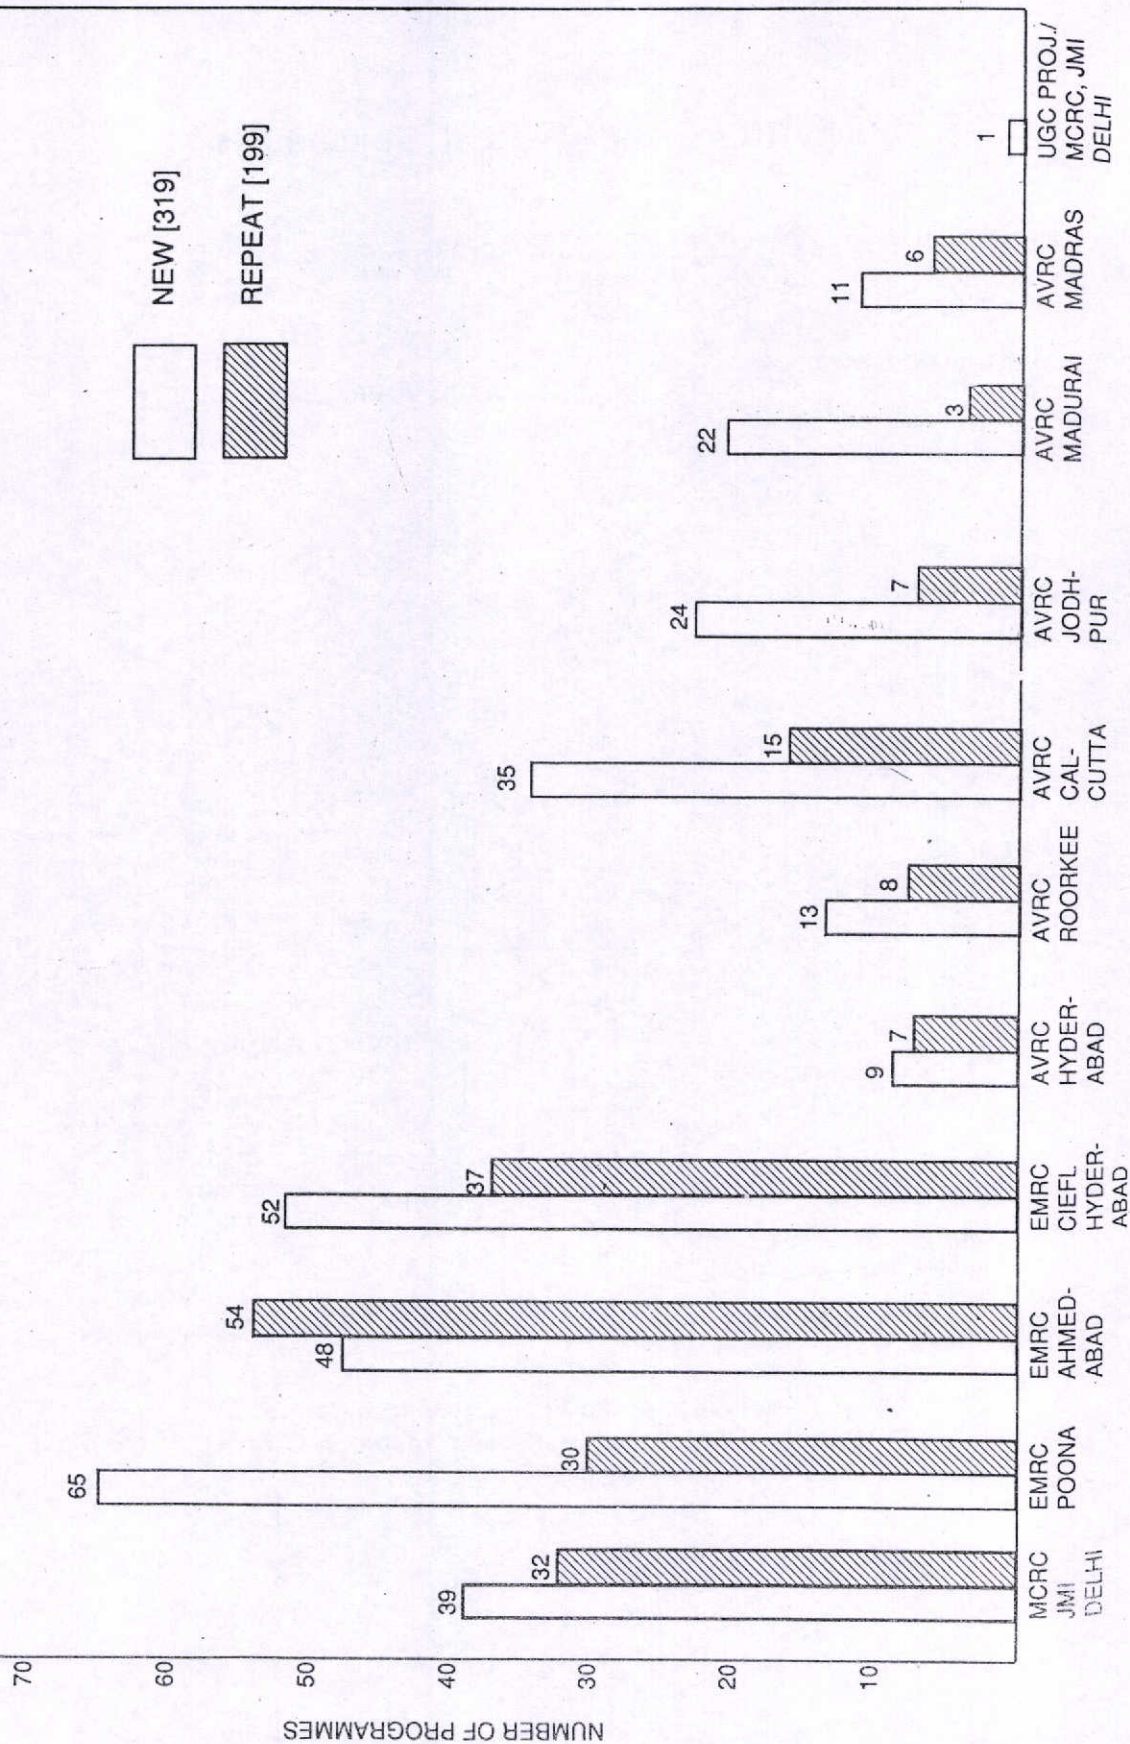 NUMBER OF PROGRAMMES
70
60
50
40
30
20
10
NEW [319]
REPEAT [199]
39
32
MCRC
JMI
DELHI
65
30
EMRC
POONA
48
54
EMRC
AHMED-
ABAD
52
37
EMRC
CIEFL
HYDER-
ABAD
9
7
AVRC
HYDER-
ABAD
13
8
AVRC
ROORKEE
35
15
AVRC
CAL-
CUTTA
24
7
AVRC
JODH-
PUR
22
3
AVRC
MADURAI
11
6
AVRC
MADRAS
1
UGC PROJ./
MCRC, JMI
DELHI